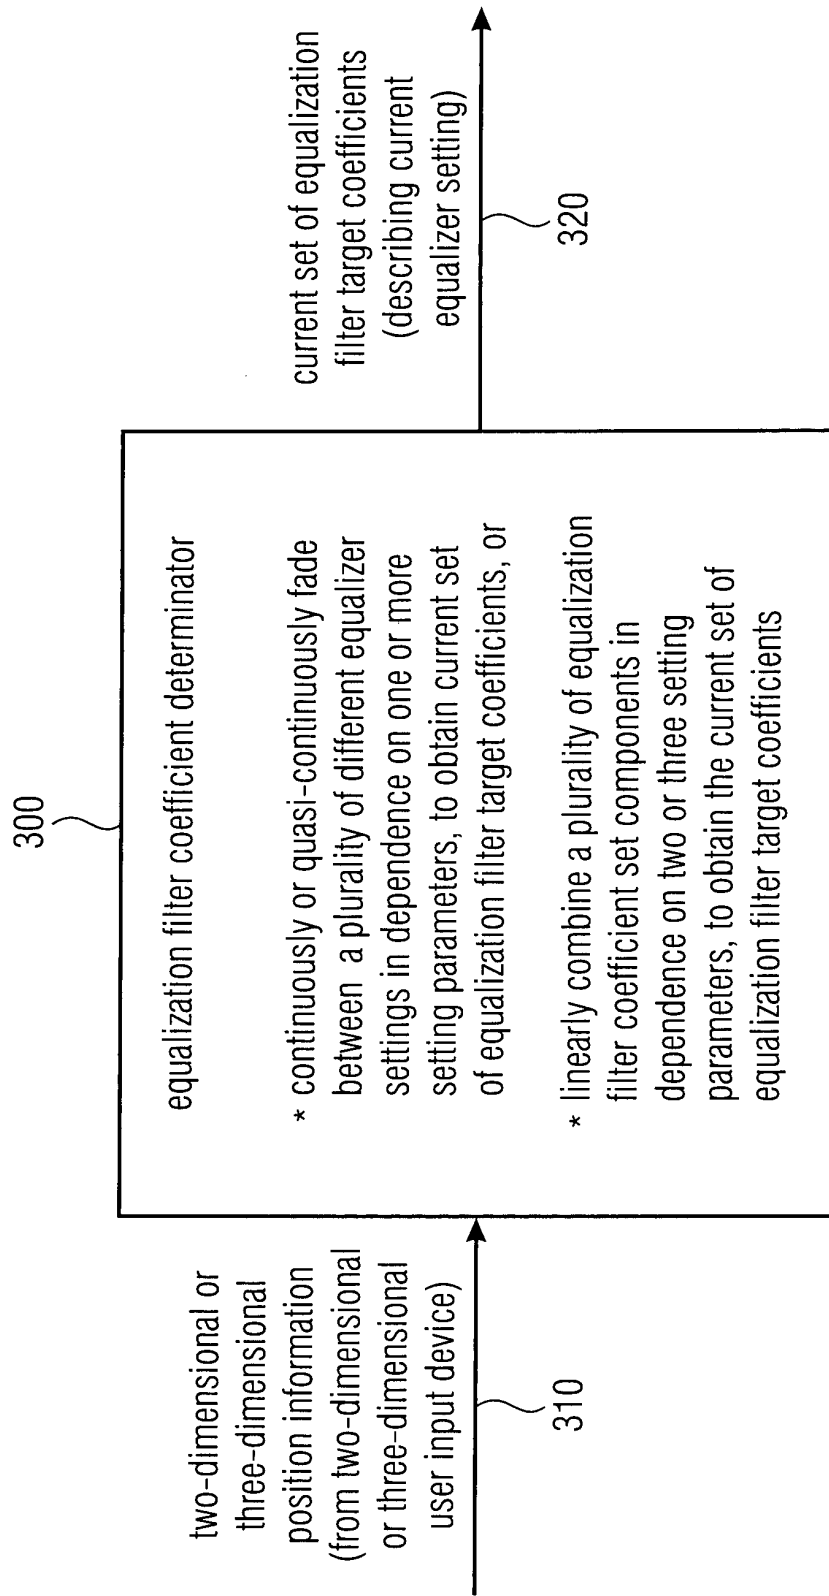 300
two-dimensional or
three-dimensional
position information
(from two-dimensional
or three-dimensional
user input device)
310
equalization filter coefficient determinator
* continuously or quasi-continuously fade
between a plurality of different equalizer
settings in dependence on one or more
setting parameters, to obtain current set
of equalization filter target coefficients, or
* linearly combine a plurality of equalization
filter coefficient set components in
dependence on two or three setting
parameters, to obtain the current set of
equalization filter target coefficients
current set of equalization
filter target coefficients
(describing current
equalizer setting)
320